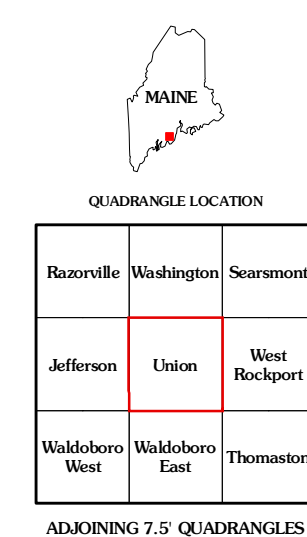 MAINE
QUADRANGLE LOCATION
Razorville Washington Searsmont
Jefferson Union West Rockport
Waldoboro West Waldoboro East Thomaston
ADJOINING 7.5' QUADRANGLES